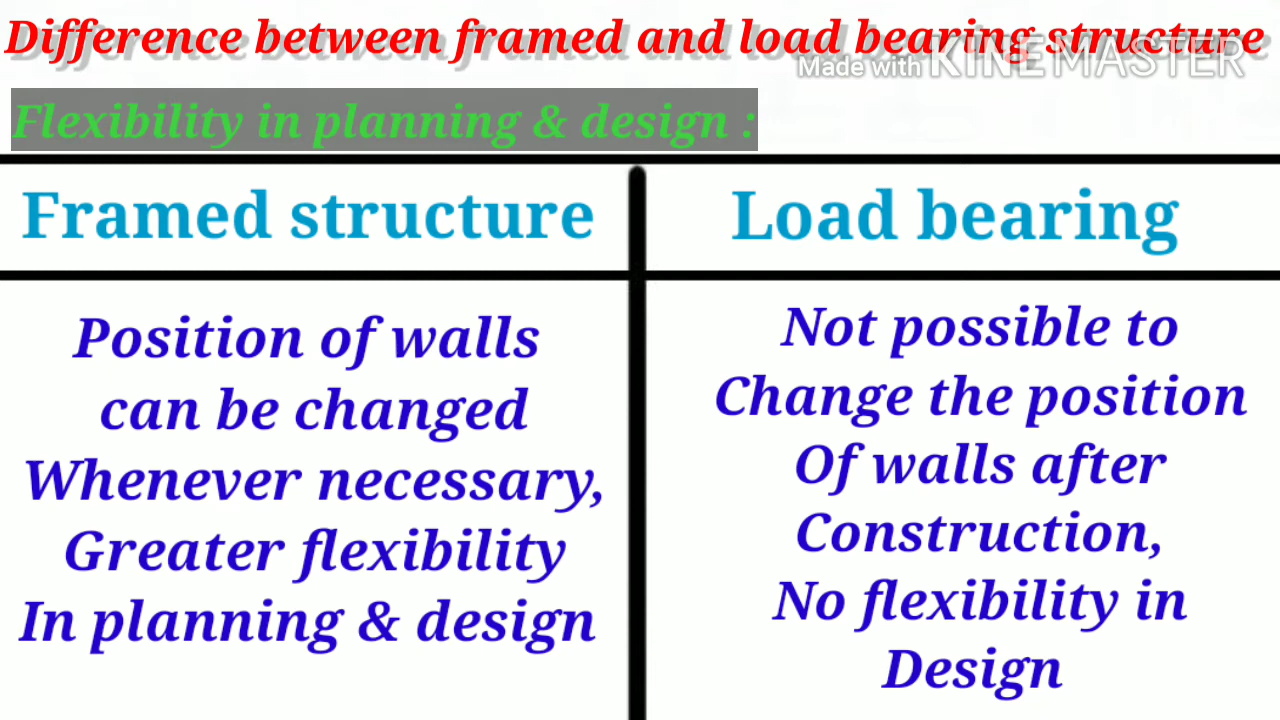 Difference between framed and load bearing structure
Made with KINEMASTER
Flexibility in planning & design :
Framed structure
Load bearing
Position of walls
can be changed
Whenever necessary,
Greater flexibility
In planning & design
Not possible to
Change the position
Of walls after
Construction,
No flexibility in
Design